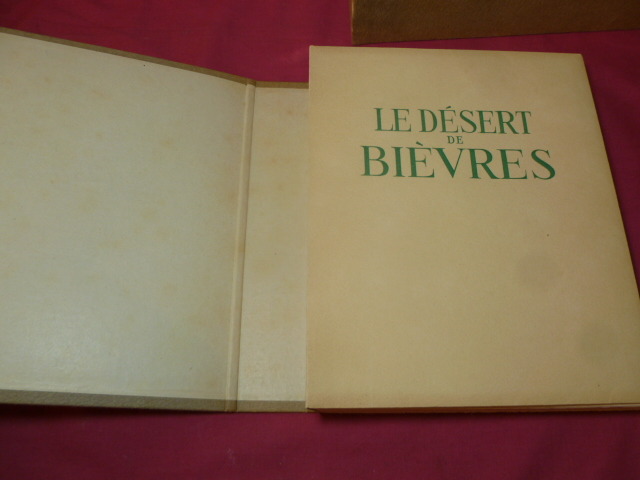 LE DÉSERT
DE
BIÈVRES